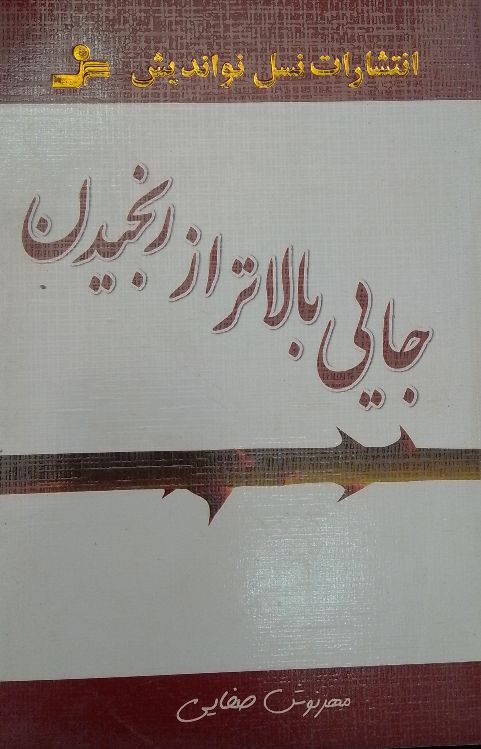 انتشارات نسل نواندیش
جایی بالاتر از رنجیدن
مهرنوش صفایی